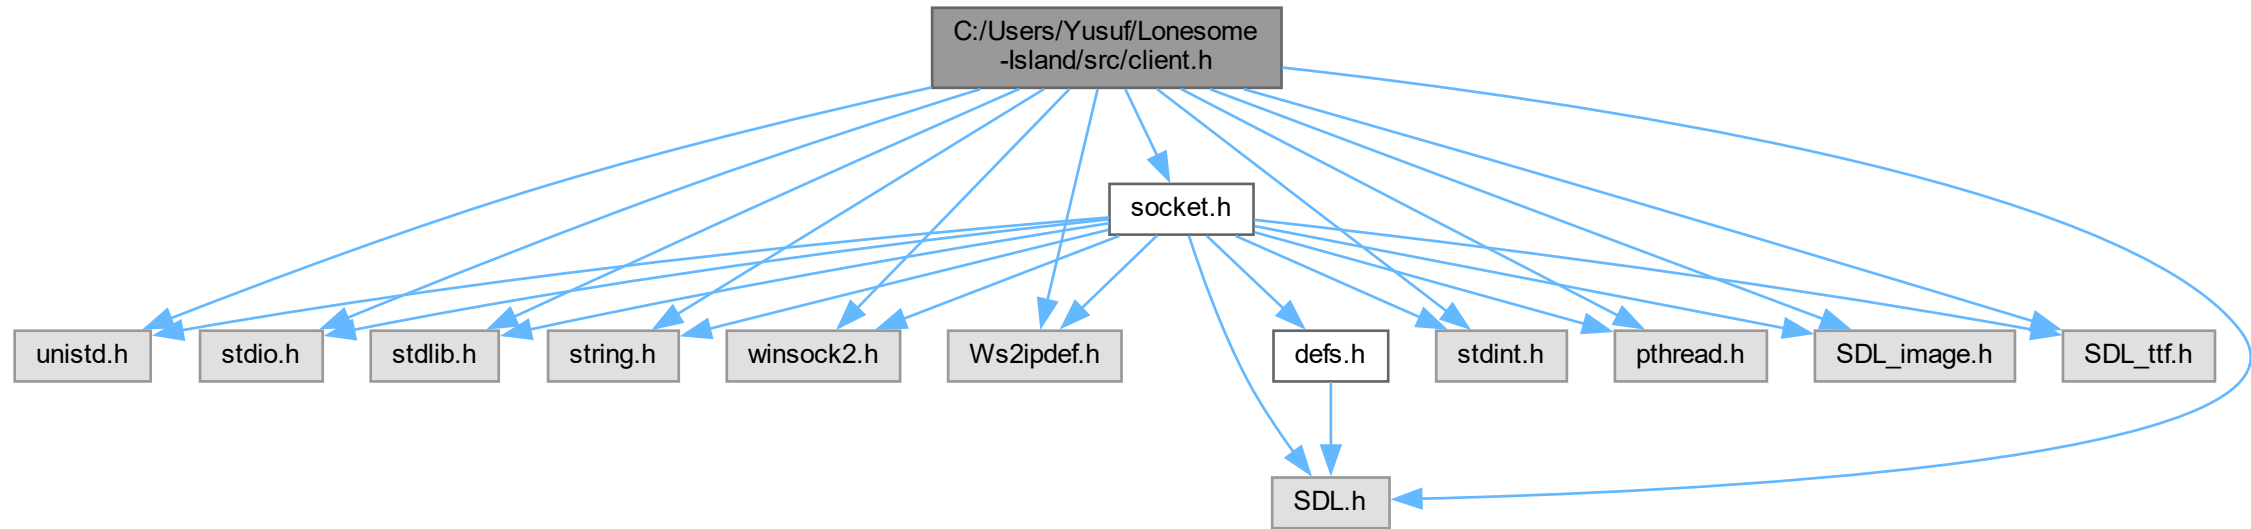 C:/Users/Yusuf/Lonesome
-Island/src/client.h
socket.h
unistd.h
stdio.h
stdlib.h
string.h
winsock2.h
Ws2ipdef.h
defs.h
stdint.h
pthread.h
SDL_image.h
SDL_ttf.h
SDL.h